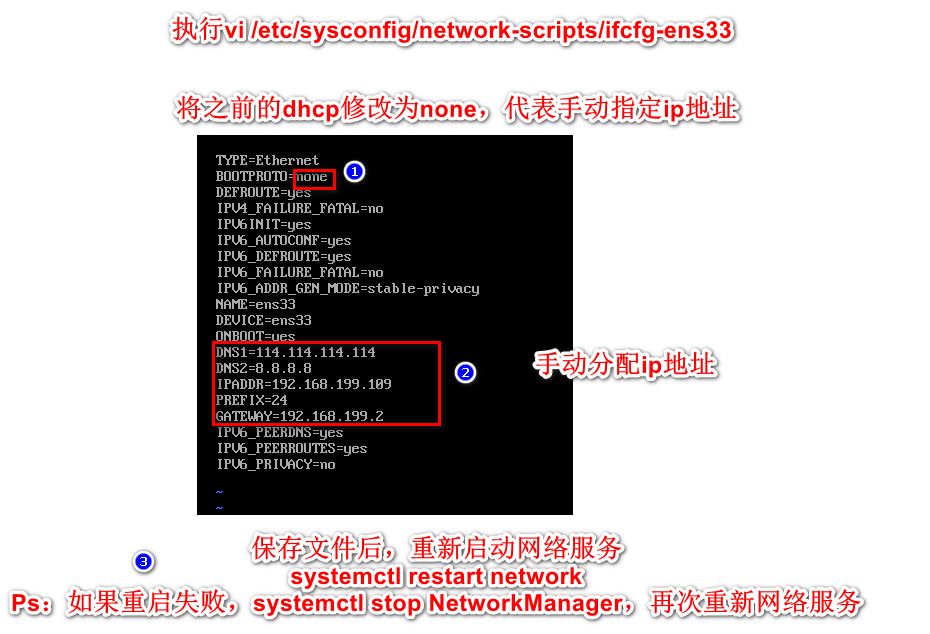 执行vi /etc/sysconfig/network-scripts/ifcfg-ens33
将之前的dhcp修改为none，代表手动指定ip地址
TYPE=Ethernet
BOOTPROTO=none
1
DEFROUTE=yes
IPV4_FAILURE_FATAL=no
IPV6INIT=yes
IPV6_AUTOCONF=yes
IPV6_DEFROUTE=yes
IPV6_FAILURE_FATAL=no
IPV6_ADDR_GEN_MODE=stable-privacy
NAME=ens33
DEVICE=ens33
ONBOOT=yes
DNS1=114.114.114.114
DNS2=8.8.8.8
IPADDR=192.168.199.109
PREFIX=24
GATEWAY=192.168.199.2
2
手动分配ip地址
IPV6_PEERDNS=yes
IPV6_PEERROUTES=yes
IPV6_PRIVACY=no
~
~
3
保存文件后，重新启动网络服务
systemctl restart network
Ps：如果重启失败，systemctl stop NetworkManager，再次重新网络服务